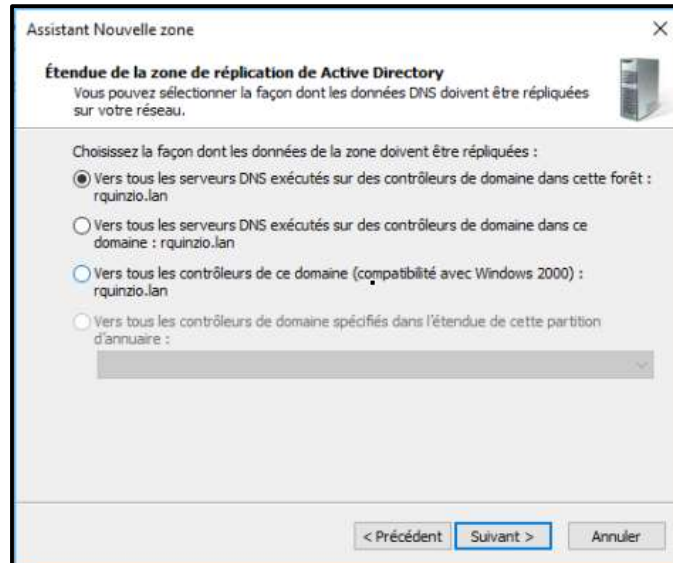 Assistant Nouvelle zone
Étendue de la zone de réplication de Active Directory
Vous pouvez sélectionner la façon dont les données DNS doivent être répliquées
sur votre réseau.
Choisissez la façon dont les données de la zone doivent être répliquées :
Vers tous les serveurs DNS exécutés sur des contrôleurs de domaine dans cette forêt :
rquinzio.lan
Vers tous les serveurs DNS exécutés sur des contrôleurs de domaine dans ce
domaine : rquinzio.lan
Vers tous les contrôleurs de ce domaine (compatibilité avec Windows 2000) :
rquinzio.lan
Vers tous les contrôleurs de domaine spécifiés dans l'étendue de cette partition
d'annuaire :
< Précédent Suivant > Annuler